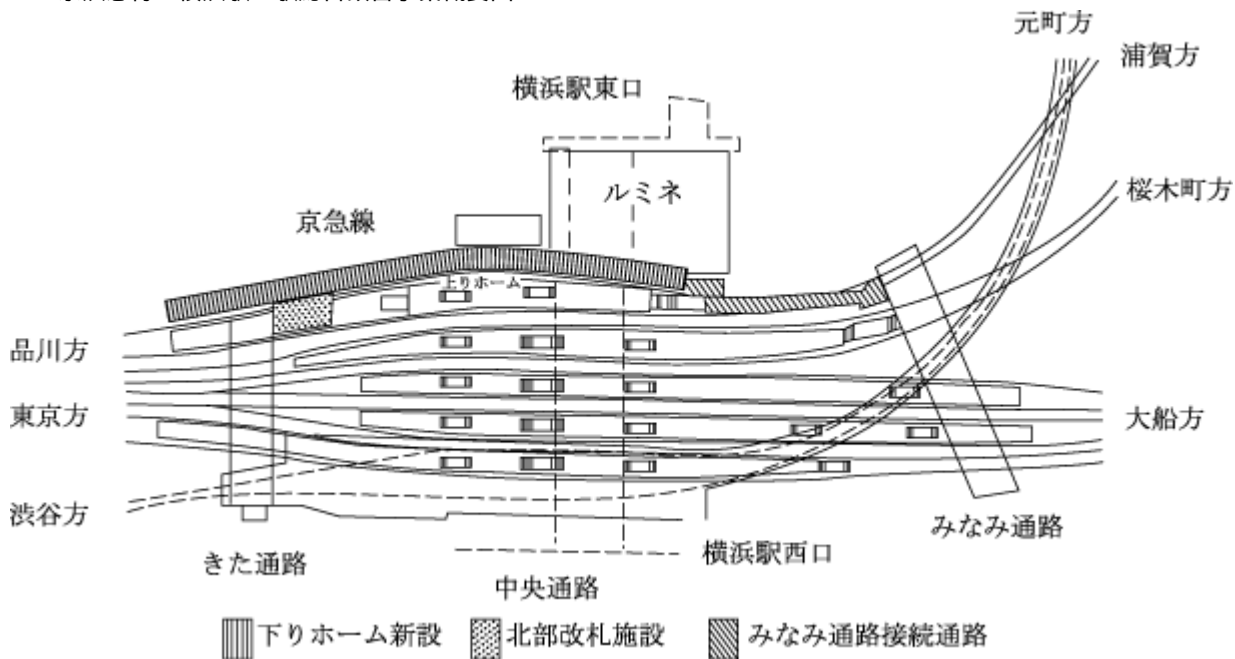 元町方
浦賀方
横浜駅東口
ルミネ
桜木町方
京急線
上りホーム
品川方
東京方
大船方
渋谷方
みなみ通路
横浜駅西口
きた通路
中央通路
下りホーム新設
北部改札施設
みなみ通路接続通路